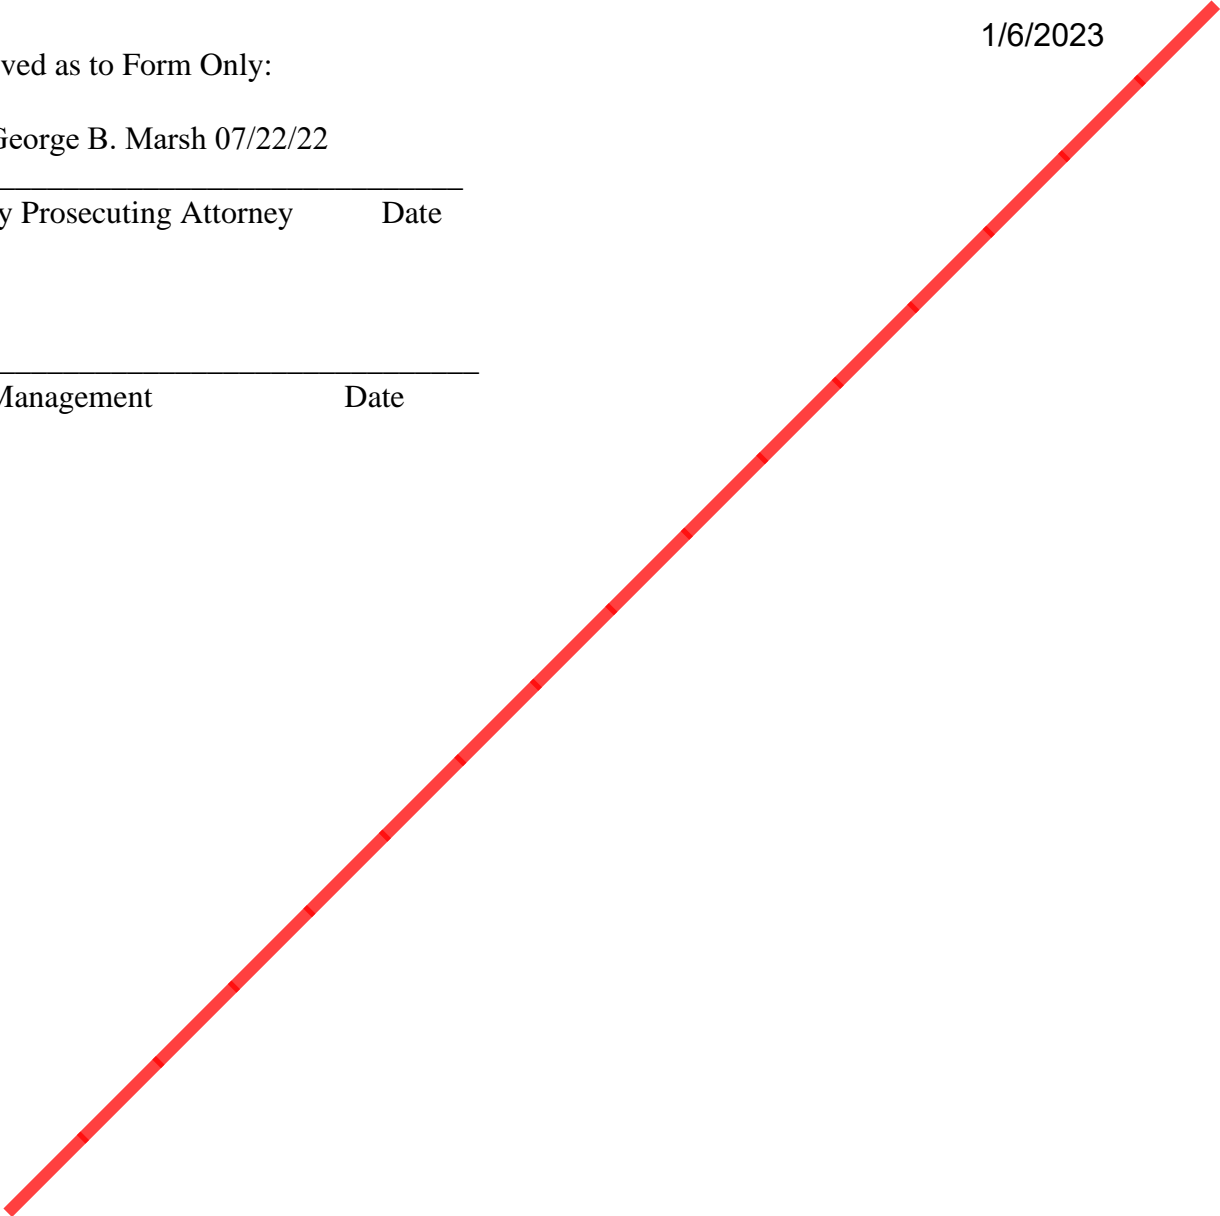 1/6/2023
ved as to Form Only:
George B. Marsh 07/22/22
y Prosecuting Attorney Date
Management Date